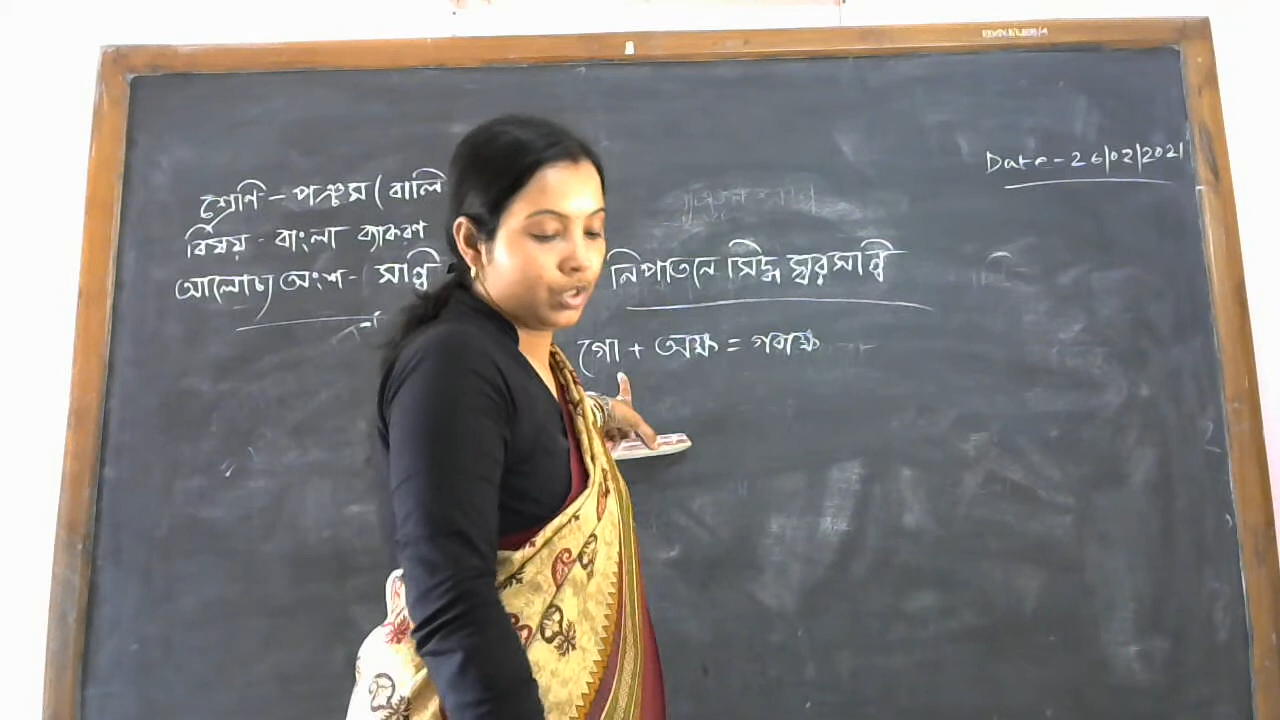 Date - 26/02/2021
শ্রেণি - পঞ্চম (বালি
বিষয় - বাংলা ব্যাকরণ
আলোচ্য অংশ - সন্ধি
নিপাতনে সিদ্ধ স্বরসন্ধি
গো + অক্ষ = গবাক্ষ